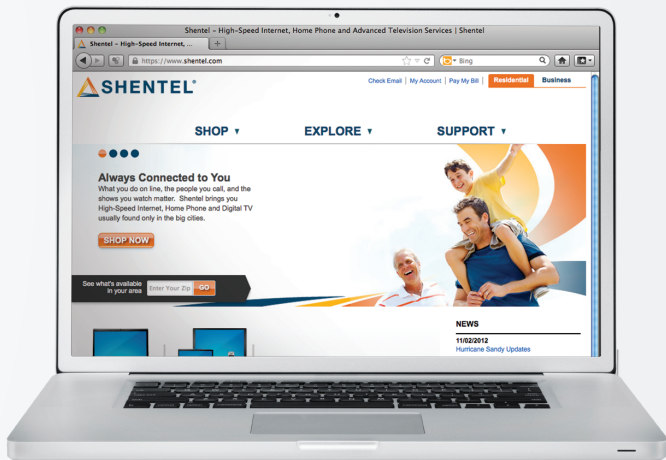 Shentel – High-Speed Internet, Home Phone and Advanced Television Services | Shentel
Shentel – High-Speed Internet, ...
https://www.shentel.com
Bing
SHENTEL®
Check Email | My Account | Pay My Bill | Residential Business
SHOP ▼ EXPLORE ▼ SUPPORT ▼
Always Connected to You
What you do on line, the people you call, and the
shows you watch matter. Shentel brings you
High-Speed Internet, Home Phone and Digital TV
usually found only in the big cities.
SHOP NOW
See what's available
in your area
Enter Your Zip GO
NEWS
11/02/2012
Hurricane Sandy Updates